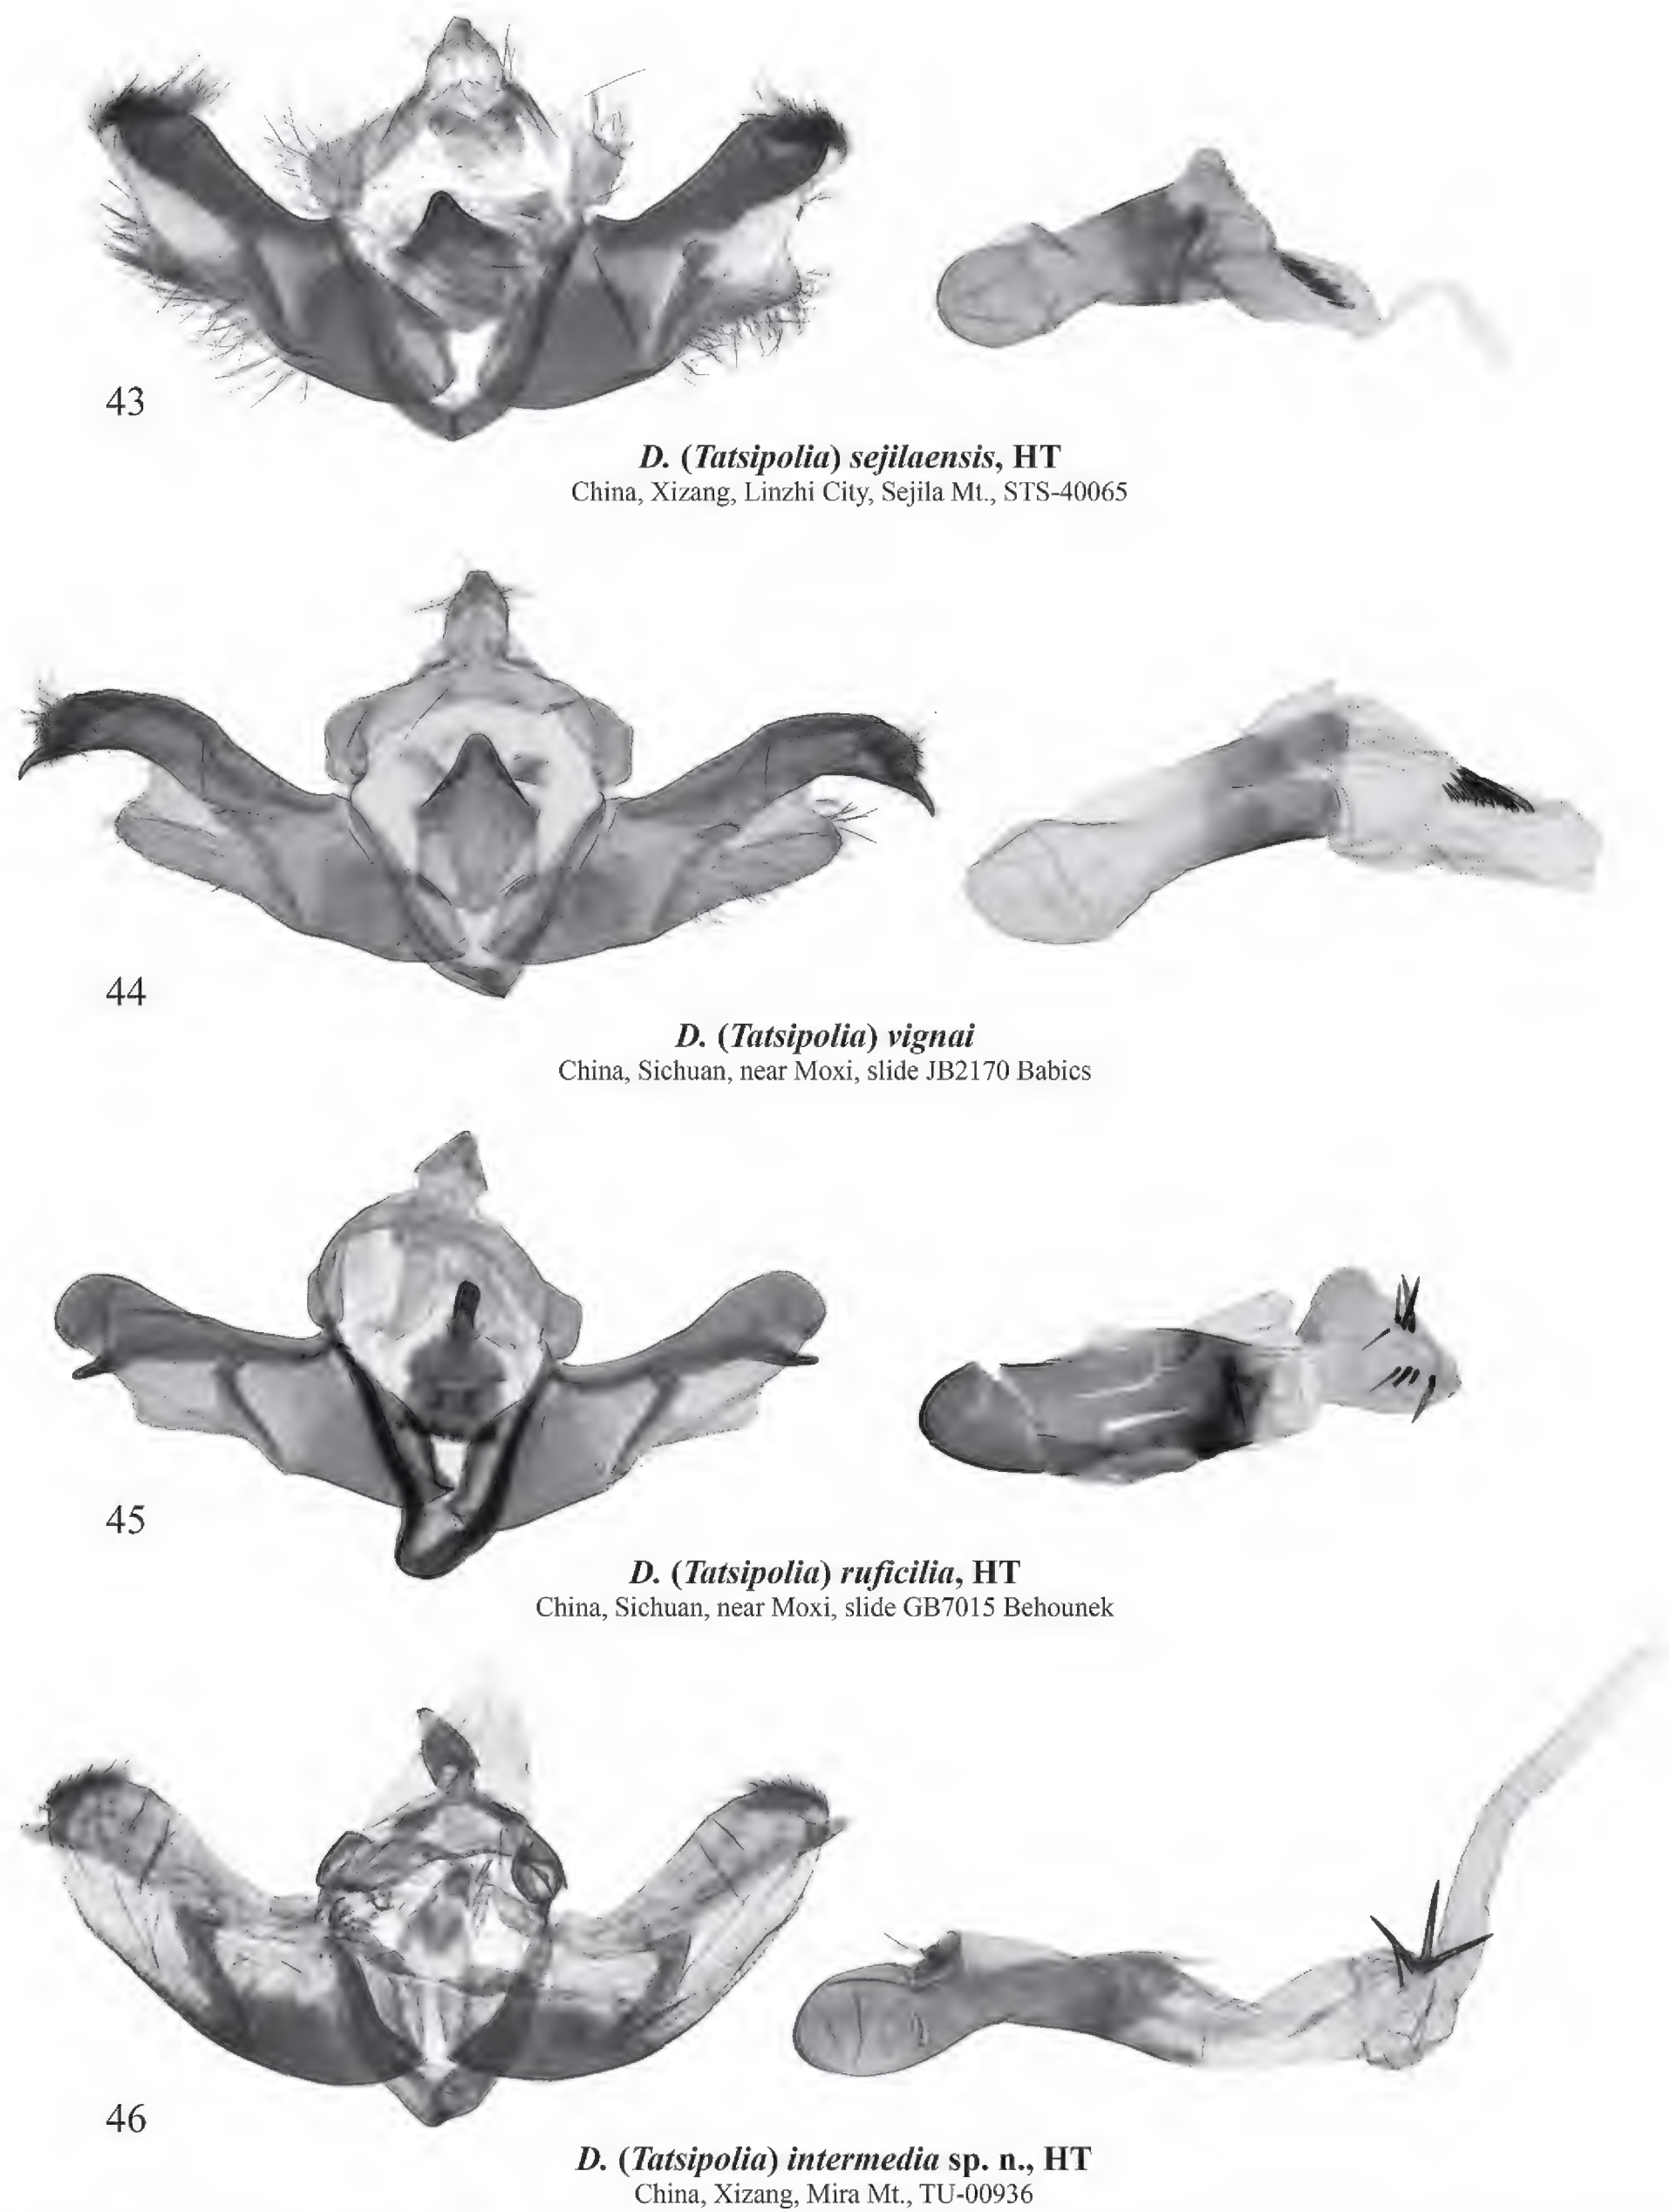 43
D. (Tatsipolia) sejilaensis, HT
China, Xizang, Linzhi City, Sejila Mt., STS-40065
44
D. (Tatsipolia) vignai
China, Sichuan, near Moxi, slide JB2170 Babics
45
D. (Tatsipolia) ruficilia, HT
China, Sichuan, near Moxi, slide GB7015 Behounek
46
D. (Tatsipolia) intermedia sp. n., HT
China, Xizang, Mira Mt., TU-00936